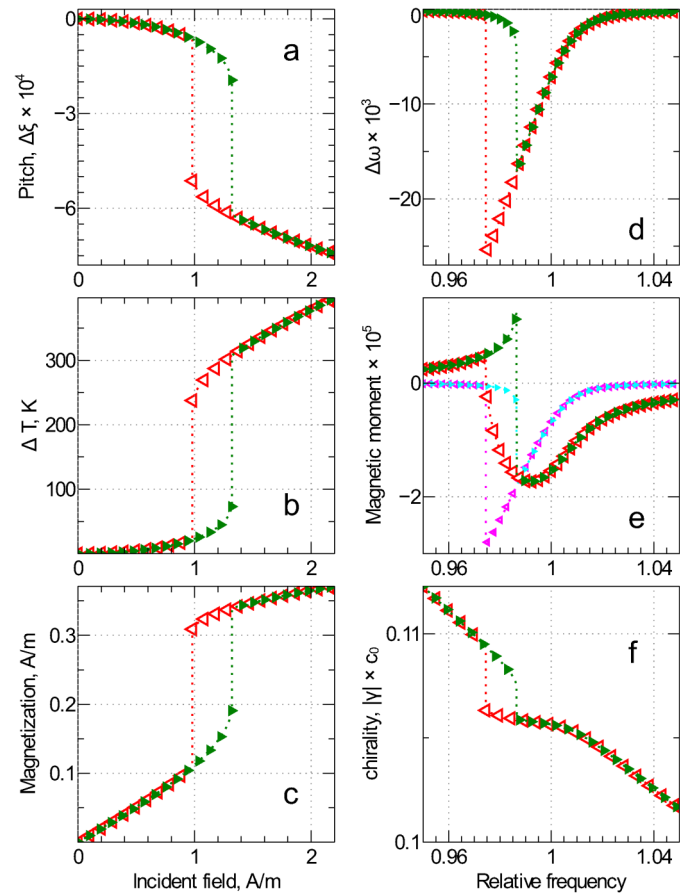 0
−3
−6
Pitch, Δξ × 10⁴
a
0 1 2
300
200
100
Δ T, K
b
0 1 2
0.3
0.2
0.1
Magnetization, A/m
c
0 1 2
Incident field, A/m
0
−10
−20
Δω × 10³
d
0.96 1 1.04
0
−2
Magnetic moment × 10⁵
e
0.96 1 1.04
0.11
0.1
chirality, |γ| × c₀
f
0.96 1 1.04
Relative frequency